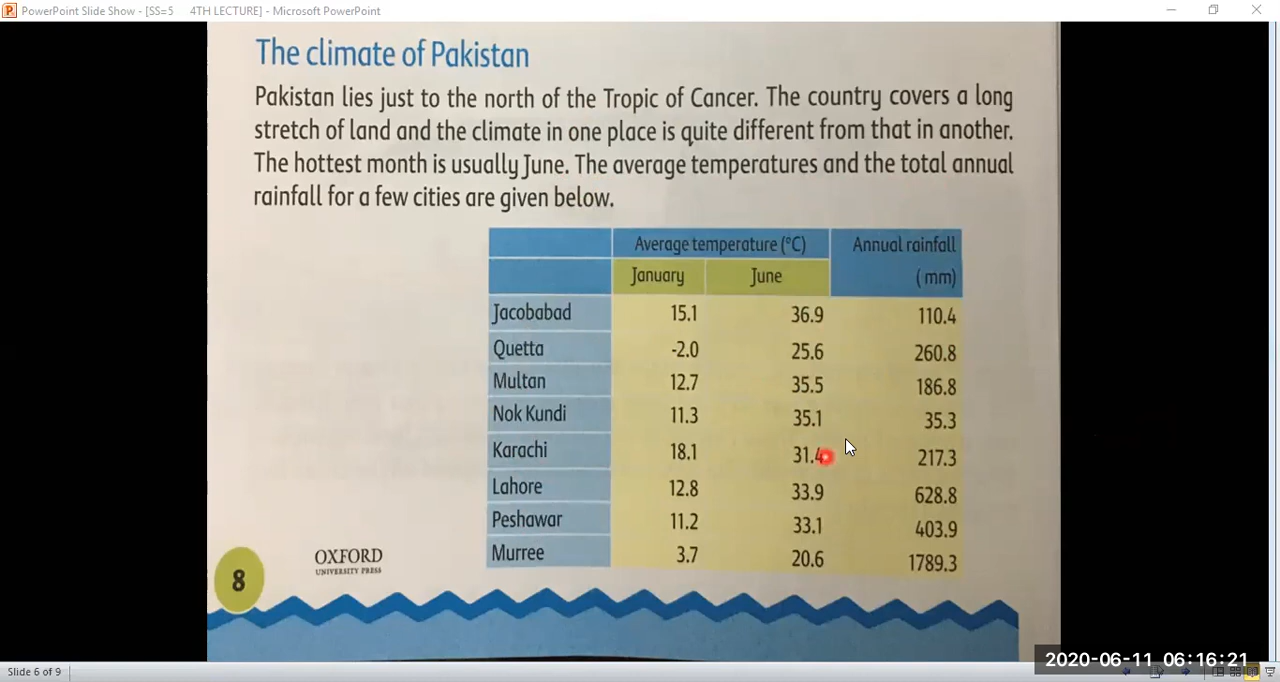 PowerPoint Slide Show - [SS=5 4TH LECTURE] - Microsoft PowerPoint
The climate of Pakistan
Pakistan lies just to the north of the Tropic of Cancer. The country covers a long
stretch of land and the climate in one place is quite different from that in another.
The hottest month is usually June. The average temperatures and the total annual
rainfall for a few cities are given below.
Average temperature (°C) Annual rainfall
January June (mm)
Jacobabad 15.1 36.9 110.4
Quetta -2.0 25.6 260.8
Multan 12.7 35.5 186.8
Nok Kundi 11.3 35.1 35.3
Karachi 18.1 31.4 217.3
Lahore 12.8 33.9 628.8
Peshawar 11.2 33.1 403.9
Murree 3.7 20.6 1789.3
OXFORD
UNIVERSITY PRESS
8
2020-06-11 06:16:21
Slide 6 of 9